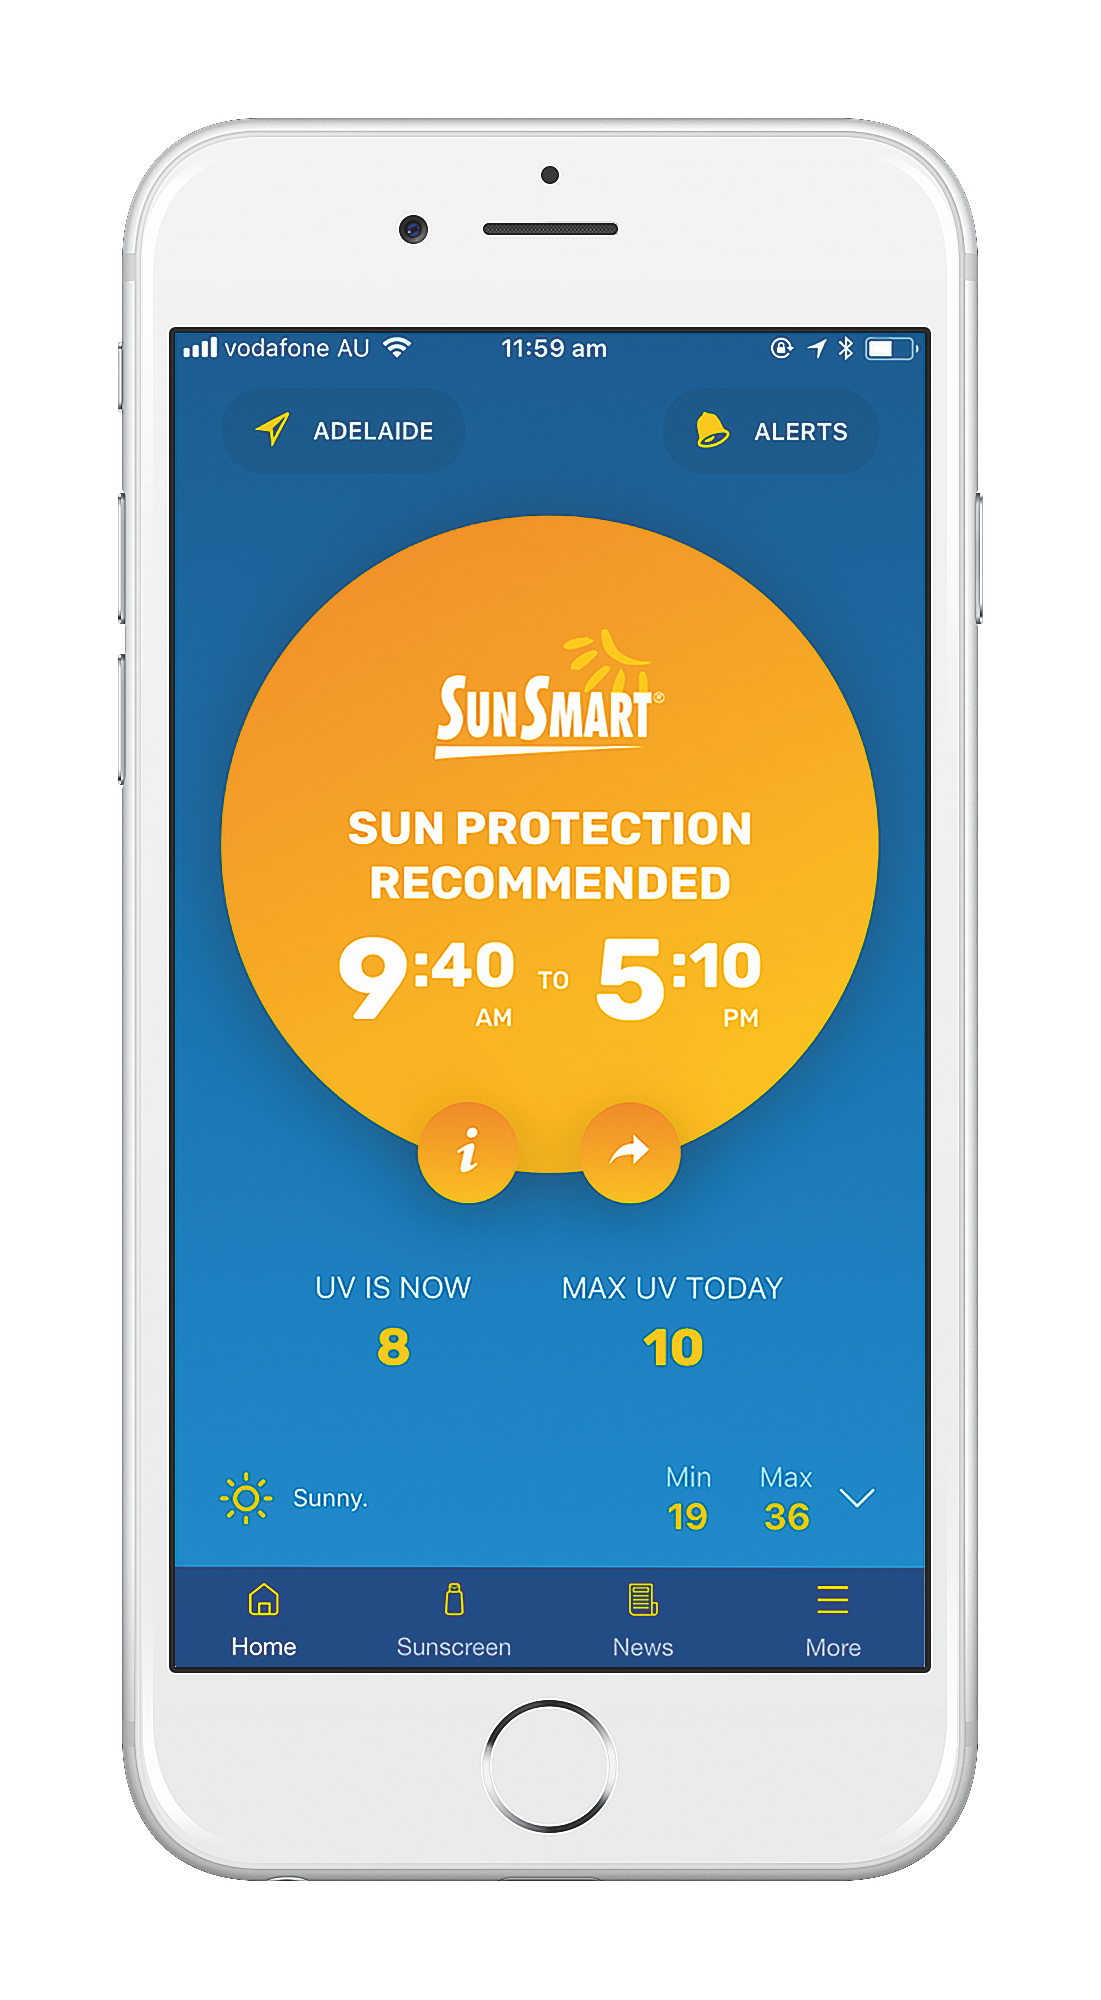 vodafone AU 11:59 am
ADELAIDE ALERTS
SUNSMART®
SUN PROTECTION
RECOMMENDED
9:40 TO 5:10
AM PM
UV IS NOW MAX UV TODAY
8 10
Min Max
Sunny. 19 36
Home Sunscreen News More